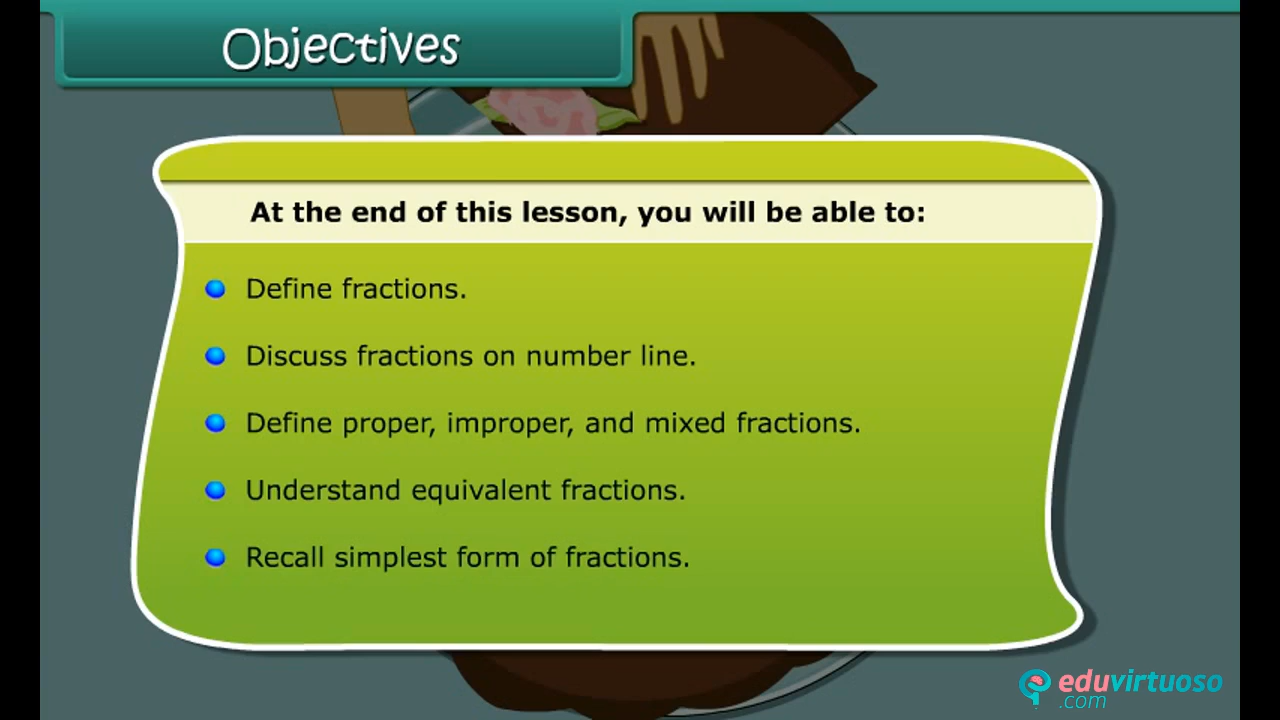 Objectives
At the end of this lesson, you will be able to:
Define fractions.
Discuss fractions on number line.
Define proper, improper, and mixed fractions.
Understand equivalent fractions.
Recall simplest form of fractions.
eduvirtuoso
.com